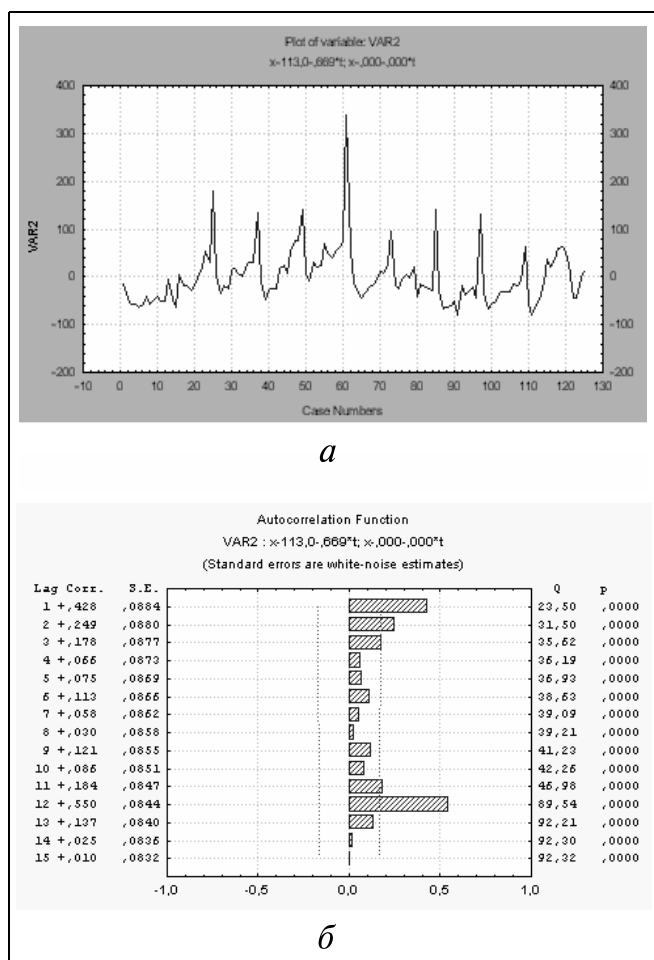 Plot of variable: VAR2
x-113,0-,669*t; x-,000-,000*t
400 400
300 300
200 200
100 100
0 0
-100 -100
-200 -200
VAR2
-10 0 10 20 30 40 50 60 70 80 90 100 110 120 130
Case Numbers
а
Autocorrelation Function
VAR2 : x-113,0-,669*t; x-,000-,000*t
(Standard errors are white-noise estimates)
Lag Corr. S.E. Q p
1 +,428 ,0884 23,50 ,0000
2 +,249 ,0880 31,50 ,0000
3 +,178 ,0877 35,62 ,0000
4 +,066 ,0873 36,19 ,0000
5 +,075 ,0869 36,93 ,0000
6 +,113 ,0866 38,63 ,0000
7 +,058 ,0862 39,09 ,0000
8 +,030 ,0858 39,21 ,0000
9 +,121 ,0855 41,23 ,0000
10 +,086 ,0851 42,26 ,0000
11 +,184 ,0847 46,98 ,0000
12 +,550 ,0844 89,54 ,0000
13 +,137 ,0840 92,21 ,0000
14 +,025 ,0836 92,30 ,0000
15 +,010 ,0832 92,32 ,0000
-1,0 -0,5 0,0 0,5 1,0
б